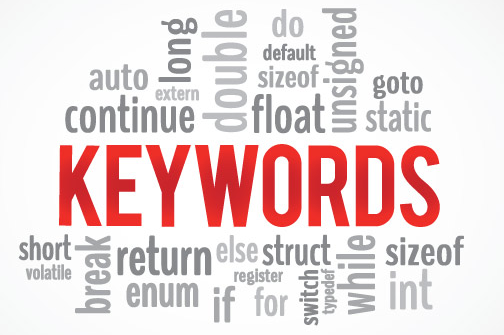 long
double
do
unsigned
default
auto
extern
sizeof
goto
continue
float
static
KEYWORDS
short
volatile
break
return
else
struct
while
sizeof
register
enum
if
for
switch
typedef
int